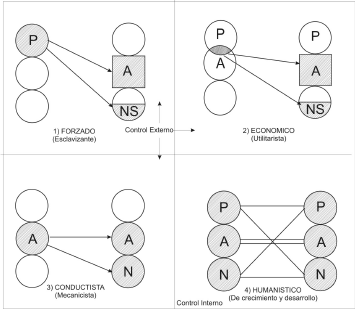 P
A
NS
1) FORZADO
(Esclavizante)
P
A
P
A
NS
2) ECONOMICO
(Utilitarista)
Control Externo
A
A
N
3) CONDUCTISTA
(Mecanicista)
P
P
A
A
N
N
4) HUMANISTICO
(De crecimiento y desarrollo)
Control Interno